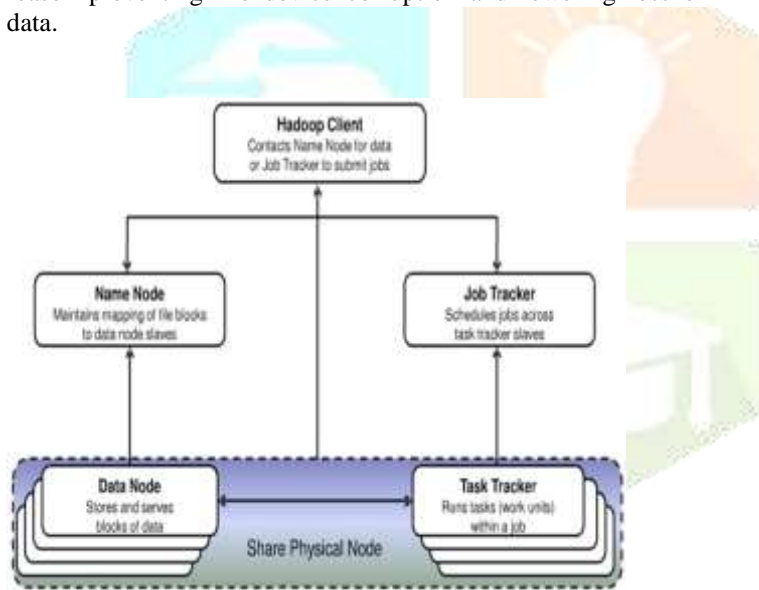 data.
Hadoop Client
Contacts Name Node for data
or Job Tracker to submit jobs
Name Node
Maintains mapping of file blocks
to data node slaves
Job Tracker
Schedules jobs across
task tracker slaves
Data Node
Stores and serves
blocks of data
Task Tracker
Runs tasks (work units)
within a job
Share Physical Node